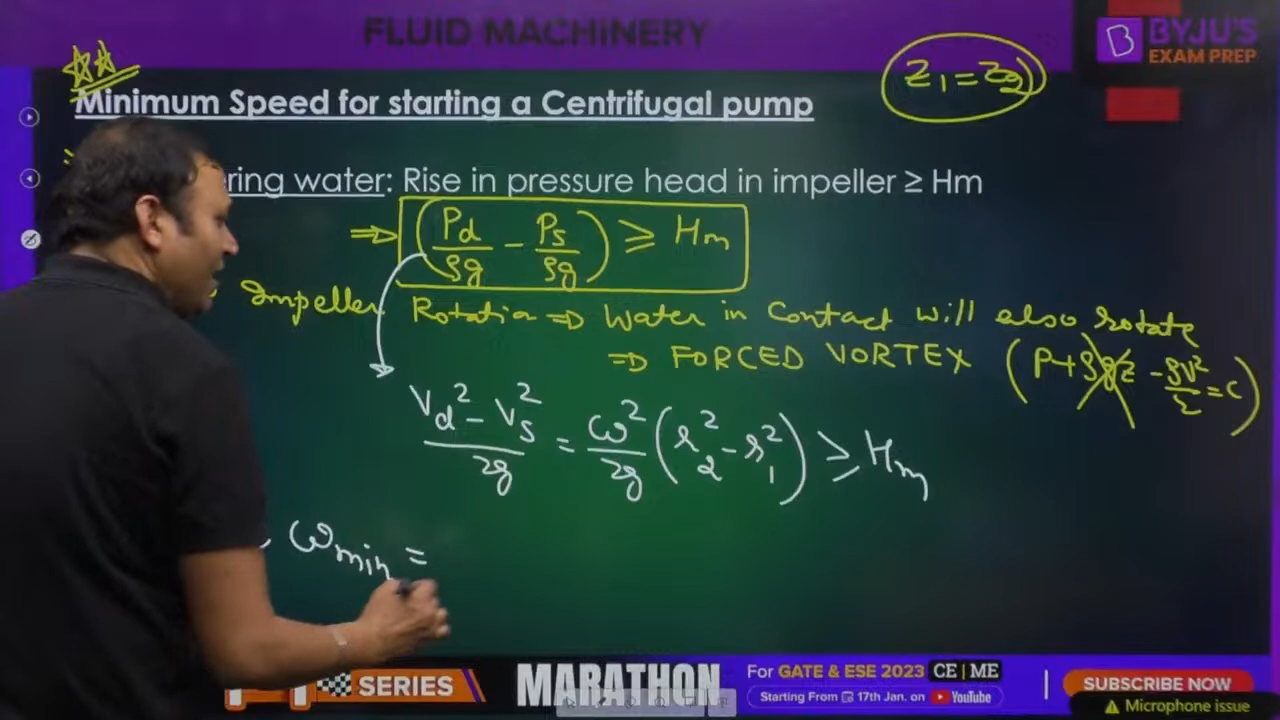 FLUID MACHINERY
BYJU'S
EXAM PREP
Z₁ = Z₂
Minimum Speed for starting a Centrifugal pump
ring water: Rise in pressure head in impeller ≥ Hm
⇒ (Pd/ρg - Ps/ρg) ≥ Hm
Impeller Rotation ⇒ Water in Contact will also rotate
⇒ FORCED VORTEX (P + ρgz - ρV²/2 = C)
Vd² - Vs²/2g = ω²/2g (r₂² - r₁²) ≥ Hm
ωmin =
SERIES
MARATHON
For GATE & ESE 2023 CE | ME
Starting From 17th Jan. on YouTube
SUBSCRIBE NOW
Microphone issue